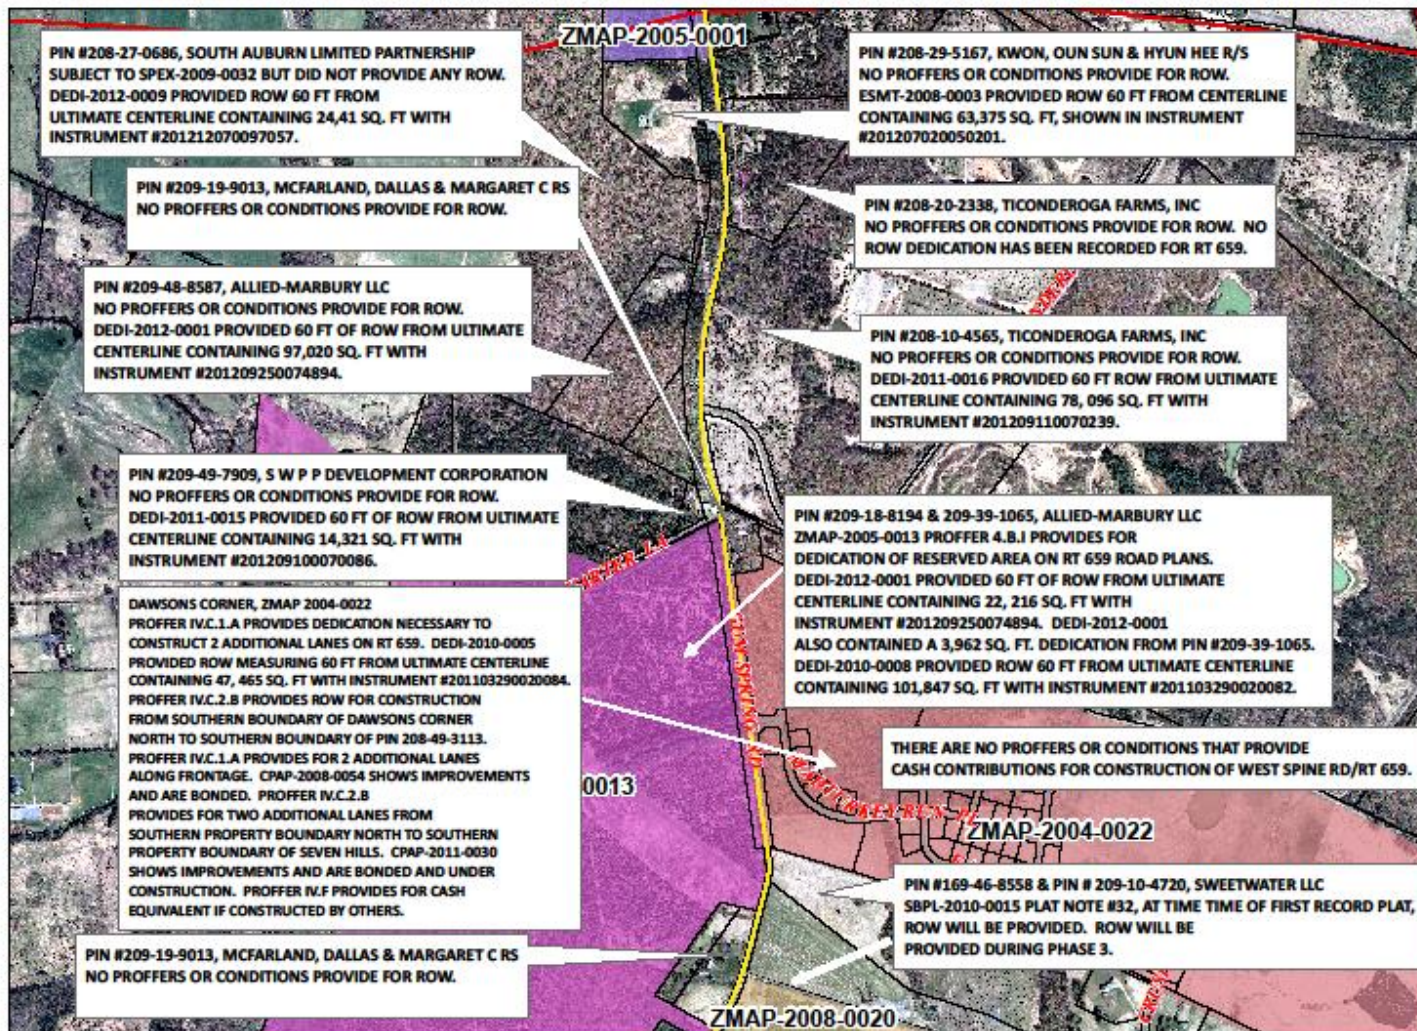 ZMAP-2005-0001
PIN #208-27-0686, SOUTH AUBURN LIMITED PARTNERSHIP
SUBJECT TO SPEX-2009-0032 BUT DID NOT PROVIDE ANY ROW.
DEDI-2012-0009 PROVIDED ROW 60 FT FROM
ULTIMATE CENTERLINE CONTAINING 24,41 SQ. FT WITH
INSTRUMENT #201212070097057.
PIN #208-29-5167, KWON, OUN SUN & HYUN HEE R/S
NO PROFFERS OR CONDITIONS PROVIDE FOR ROW.
ESMT-2008-0003 PROVIDED ROW 60 FT FROM CENTERLINE
CONTAINING 63,375 SQ. FT, SHOWN IN INSTRUMENT
#201207020050201.
PIN #209-19-9013, MCFARLAND, DALLAS & MARGARET C RS
NO PROFFERS OR CONDITIONS PROVIDE FOR ROW.
PIN #208-20-2338, TICONDEROGA FARMS, INC
NO PROFFERS OR CONDITIONS PROVIDE FOR ROW. NO
ROW DEDICATION HAS BEEN RECORDED FOR RT 659.
PIN #209-48-8587, ALLIED-MARBURY LLC
NO PROFFERS OR CONDITIONS PROVIDE FOR ROW.
DEDI-2012-0001 PROVIDED 60 FT OF ROW FROM ULTIMATE
CENTERLINE CONTAINING 97,020 SQ. FT WITH
INSTRUMENT #201209250074894.
PIN #208-10-4565, TICONDEROGA FARMS, INC
NO PROFFERS OR CONDITIONS PROVIDE FOR ROW.
DEDI-2011-0016 PROVIDED 60 FT ROW FROM ULTIMATE
CENTERLINE CONTAINING 78, 096 SQ. FT WITH
INSTRUMENT #201209110070239.
PIN #209-49-7909, S W P P DEVELOPMENT CORPORATION
NO PROFFERS OR CONDITIONS PROVIDE FOR ROW.
DEDI-2011-0015 PROVIDED 60 FT OF ROW FROM ULTIMATE
CENTERLINE CONTAINING 14,321 SQ. FT WITH
INSTRUMENT #201209100070086.
PIN #209-18-8194 & 209-39-1065, ALLIED-MARBURY LLC
ZMAP-2005-0013 PROFFER 4.B.I PROVIDES FOR
DEDICATION OF RESERVED AREA ON RT 659 ROAD PLANS.
DEDI-2012-0001 PROVIDED 60 FT OF ROW FROM ULTIMATE
CENTERLINE CONTAINING 22, 216 SQ. FT WITH
INSTRUMENT #201209250074894. DEDI-2012-0001
ALSO CONTAINED A 3,962 SQ. FT. DEDICATION FROM PIN #209-39-1065.
DEDI-2010-0008 PROVIDED ROW 60 FT FROM ULTIMATE CENTERLINE
CONTAINING 101,847 SQ. FT WITH INSTRUMENT #201103290020082.
DAWSONS CORNER, ZMAP 2004-0022
PROFFER IV.C.1.A PROVIDES DEDICATION NECESSARY TO
CONSTRUCT 2 ADDITIONAL LANES ON RT 659. DEDI-2010-0005
PROVIDED ROW MEASURING 60 FT FROM ULTIMATE CENTERLINE
CONTAINING 47, 465 SQ. FT WITH INSTRUMENT #201103290020084.
PROFFER IV.C.2.B PROVIDES ROW FOR CONSTRUCTION
FROM SOUTHERN BOUNDARY OF DAWSONS CORNER
NORTH TO SOUTHERN BOUNDARY OF PIN 208-49-3113.
PROFFER IV.C.1.A PROVIDES FOR 2 ADDITIONAL LANES
ALONG FRONTAGE. CPAP-2008-0054 SHOWS IMPROVEMENTS
AND ARE BONDED. PROFFER IV.C.2.B
PROVIDES FOR TWO ADDITIONAL LANES FROM
SOUTHERN PROPERTY BOUNDARY NORTH TO SOUTHERN
PROPERTY BOUNDARY OF SEVEN HILLS. CPAP-2011-0030
SHOWS IMPROVEMENTS AND ARE BONDED AND UNDER
CONSTRUCTION. PROFFER IV.F PROVIDES FOR CASH
EQUIVALENT IF CONSTRUCTED BY OTHERS.
0013
THERE ARE NO PROFFERS OR CONDITIONS THAT PROVIDE
CASH CONTRIBUTIONS FOR CONSTRUCTION OF WEST SPINE RD/RT 659.
ZMAP-2004-0022
PIN #169-46-8558 & PIN # 209-10-4720, SWEETWATER LLC
SBPL-2010-0015 PLAT NOTE #32, AT TIME TIME OF FIRST RECORD PLAT,
ROW WILL BE PROVIDED. ROW WILL BE
PROVIDED DURING PHASE 3.
PIN #209-19-9013, MCFARLAND, DALLAS & MARGARET C RS
NO PROFFERS OR CONDITIONS PROVIDE FOR ROW.
ZMAP-2008-0020